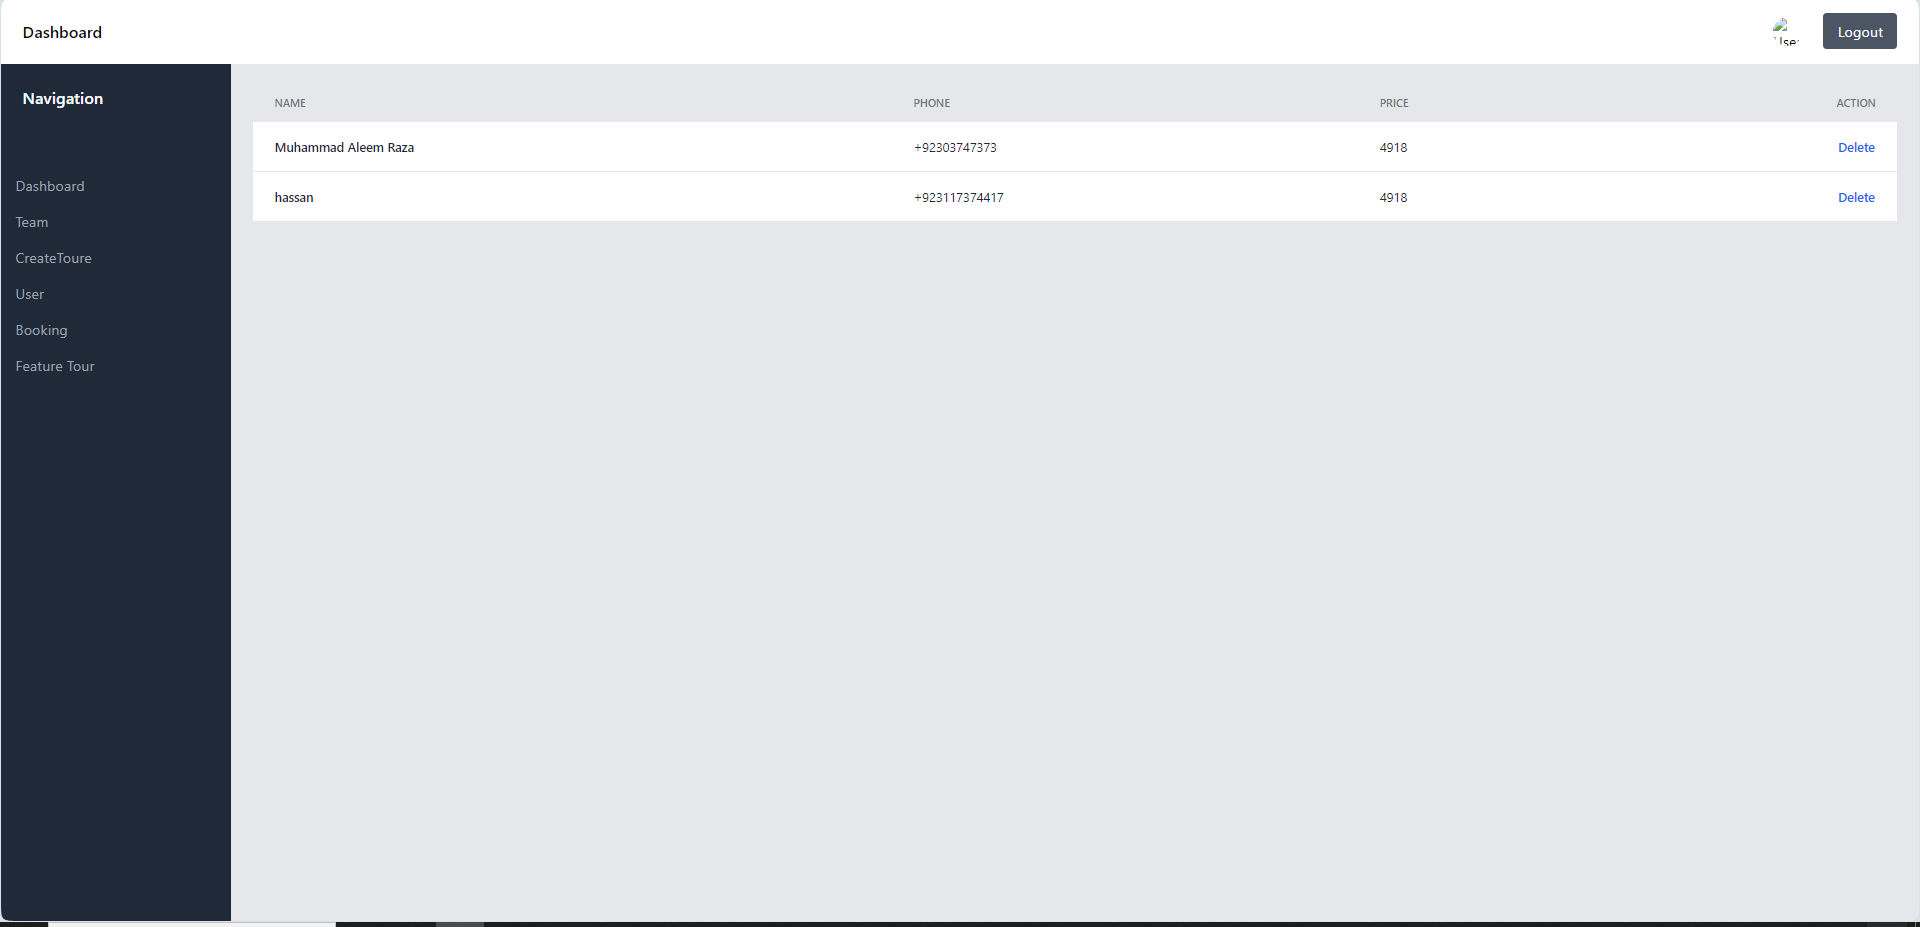 Dashboard
Use
Logout
Navigation
Dashboard
Team
CreateToure
User
Booking
Feature Tour
NAME PHONE PRICE ACTION
Muhammad Aleem Raza +92303747373 4918 Delete
hassan +923117374417 4918 Delete